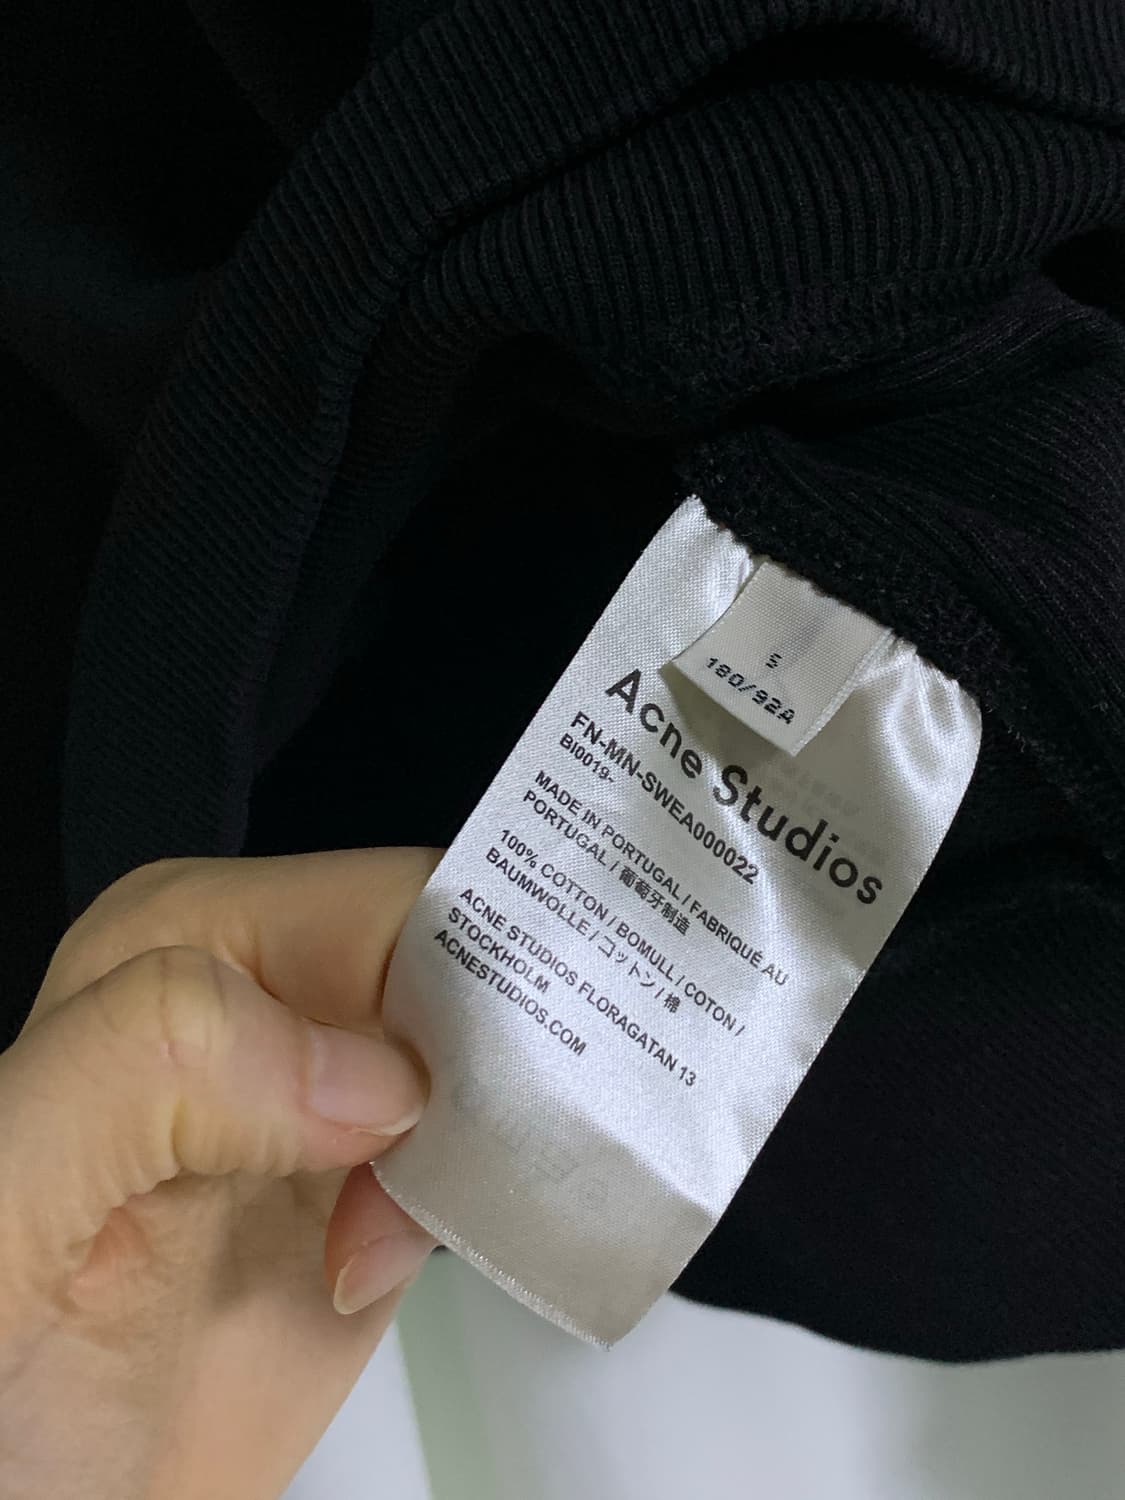 S
180/92A
Acne Studios
FN-MN-SWEA000022
BI0019-
MADE IN PORTUGAL / FABRIQUÉ AU
PORTUGAL / 葡萄牙制造
100% COTTON / BOMULL / COTON /
BAUMWOLLE / コットン / 棉
ACNE STUDIOS FLORAGATAN 13
STOCKHOLM
ACNESTUDIOS.COM